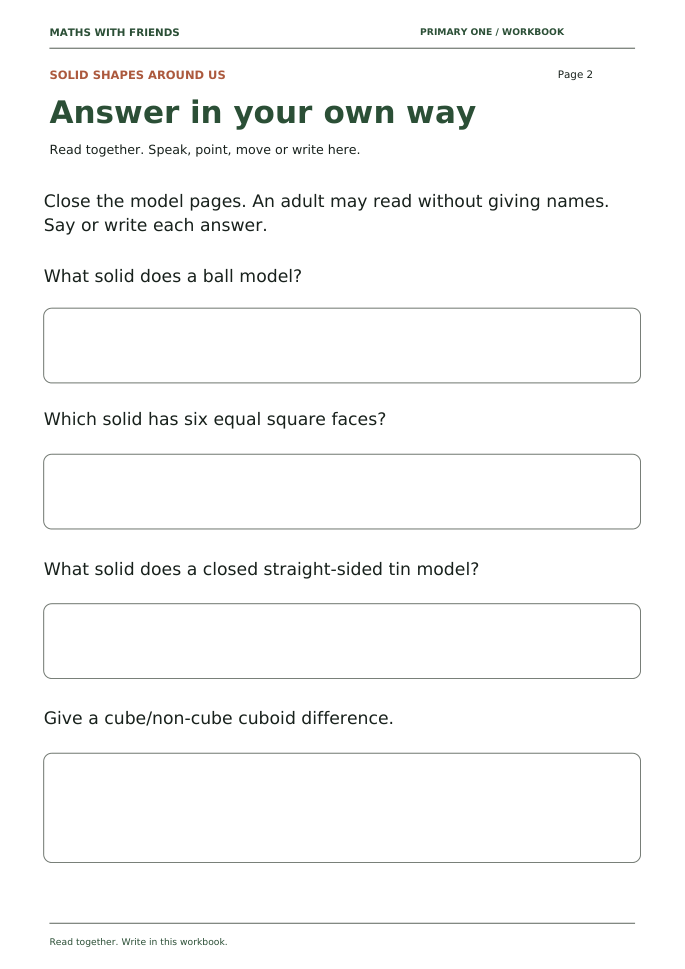 MATHS WITH FRIENDS
PRIMARY ONE / WORKBOOK
SOLID SHAPES AROUND US
Page 2
Answer in your own way
Read together. Speak, point, move or write here.
Close the model pages. An adult may read without giving names.
Say or write each answer.
What solid does a ball model?
Which solid has six equal square faces?
What solid does a closed straight-sided tin model?
Give a cube/non-cube cuboid difference.
Read together. Write in this workbook.